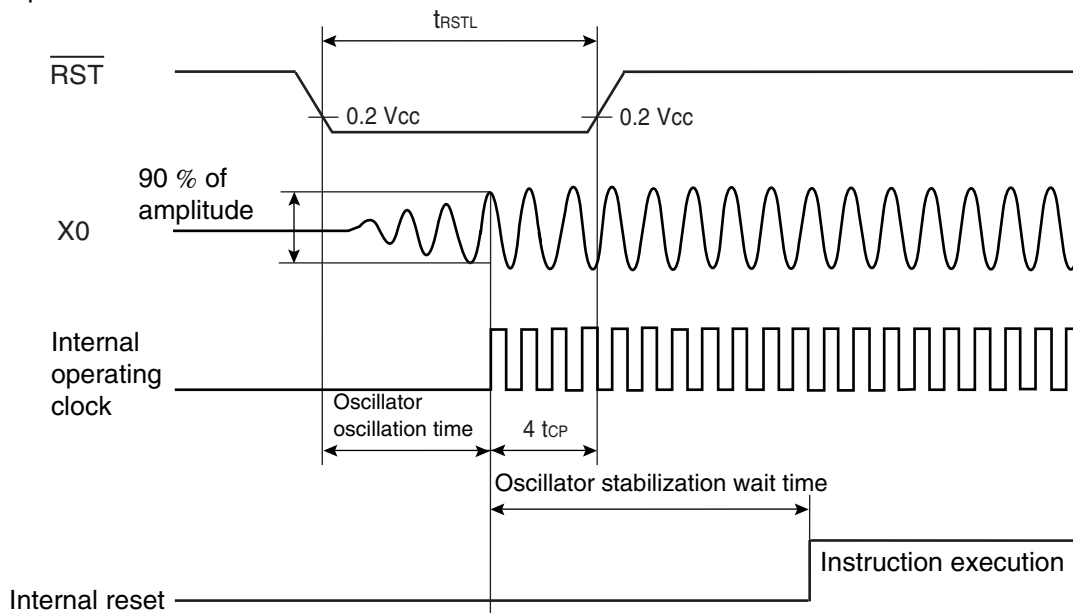 tRSTL
RST
0.2 Vcc
0.2 Vcc
90 % of
amplitude
X0
Internal
operating
clock
Oscillator
oscillation time
4 tCP
Oscillator stabilization wait time
Instruction execution
Internal reset